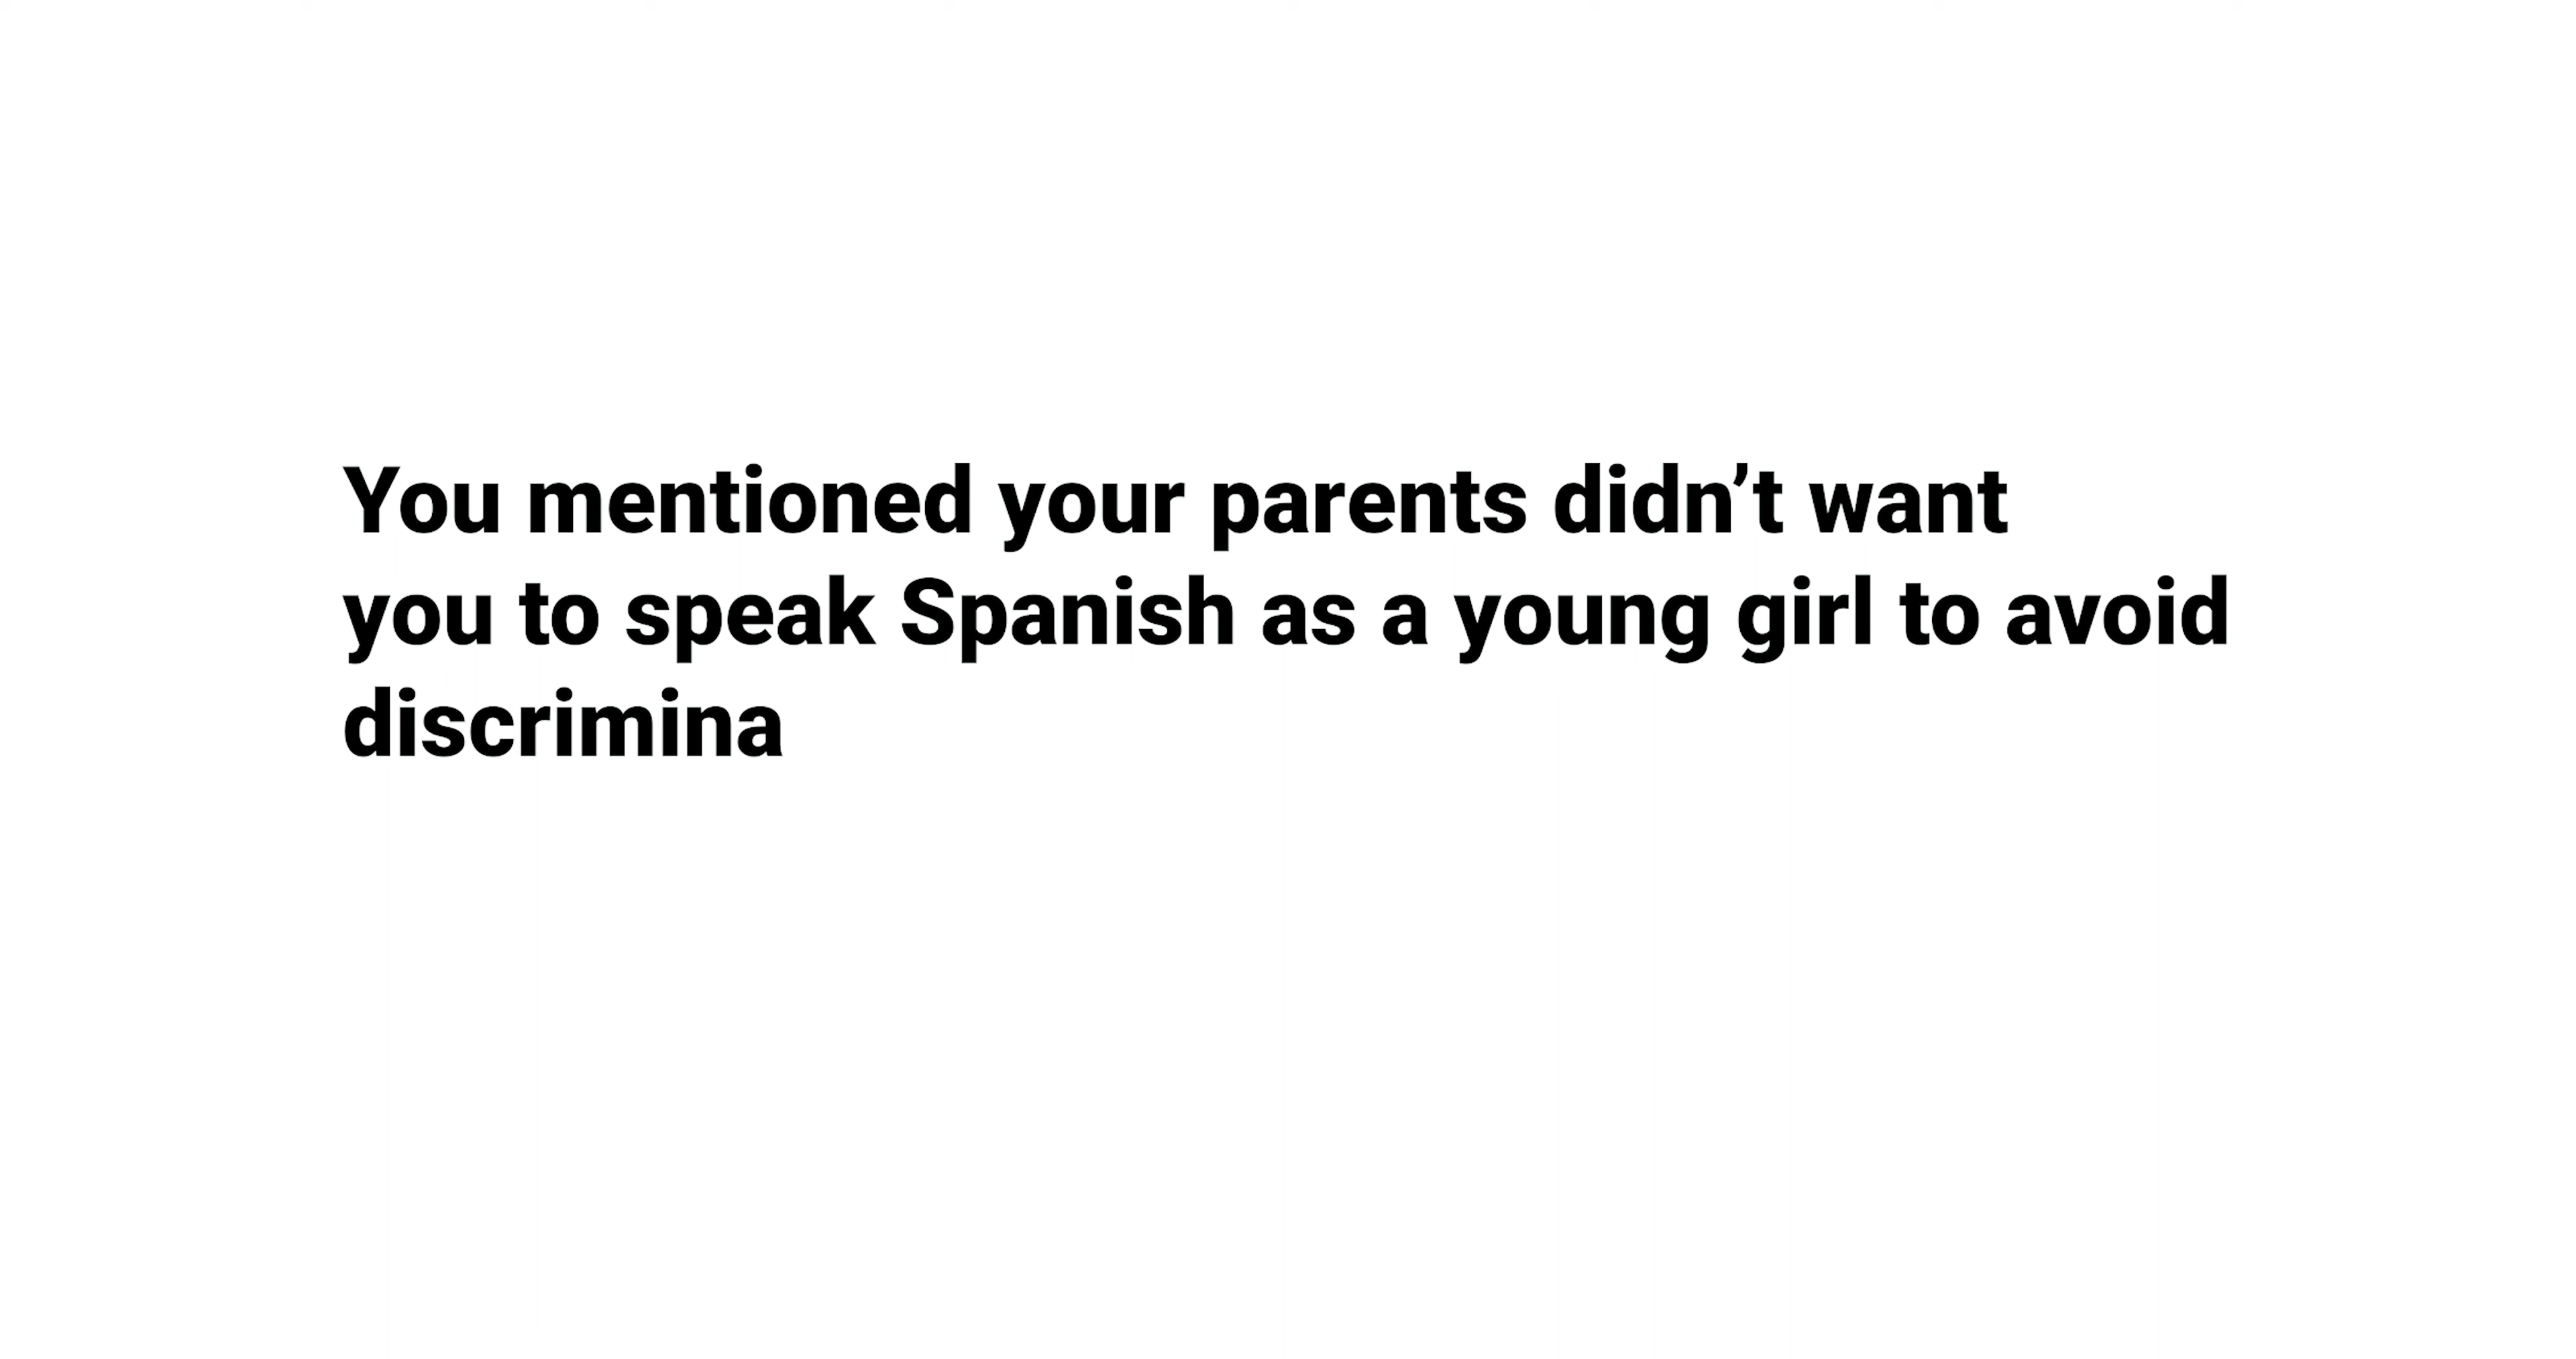 You mentioned your parents didn’t want
you to speak Spanish as a young girl to avoid
discrimina